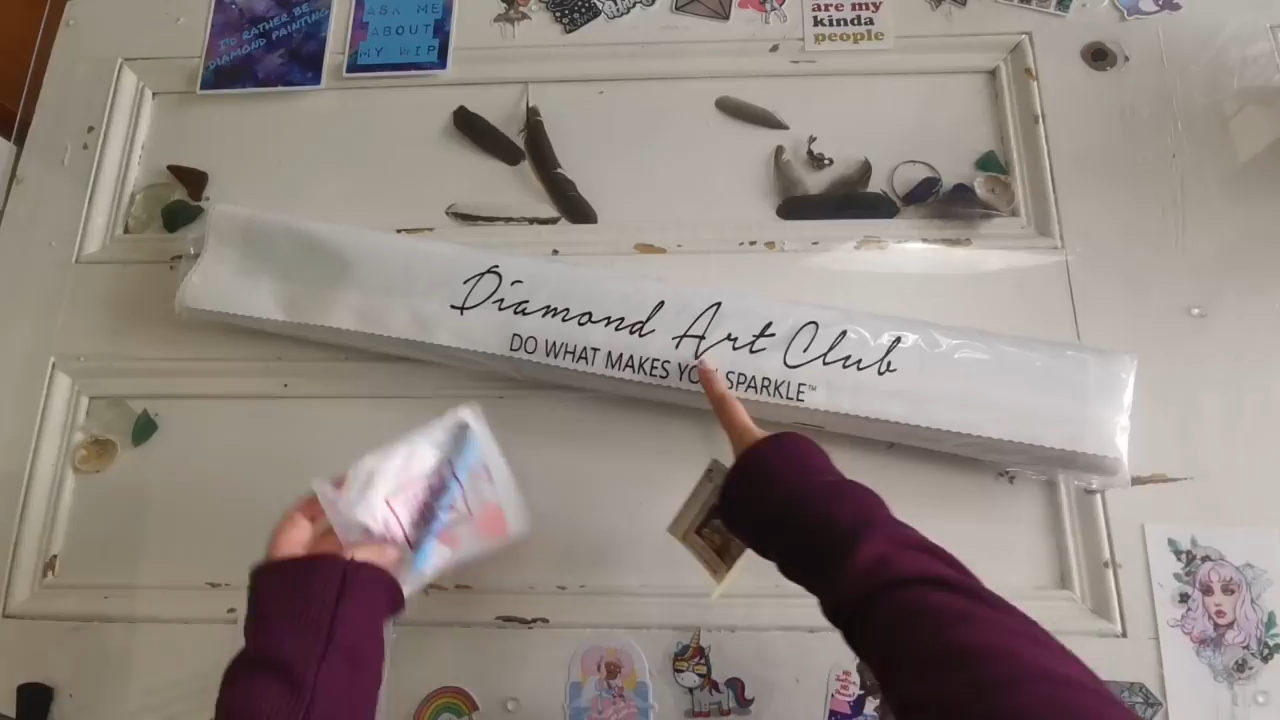 I'D RATHER BE
DIAMOND PAINTING
ASK ME
ABOUT
MY WIP
are my
kinda
people
Diamond Art Club
DO WHAT MAKES YOU SPARKLE™